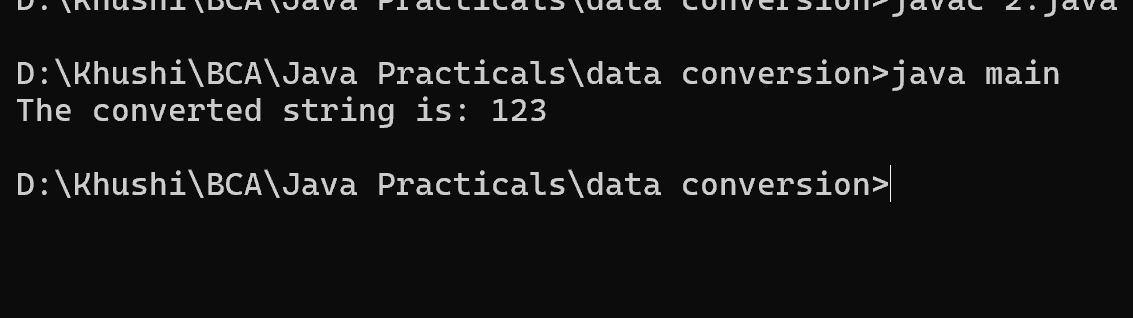 D:\Khushi\BCA\Java Practicals\data conversion>javac 2.java
D:\Khushi\BCA\Java Practicals\data conversion>java main
The converted string is: 123
D:\Khushi\BCA\Java Practicals\data conversion>